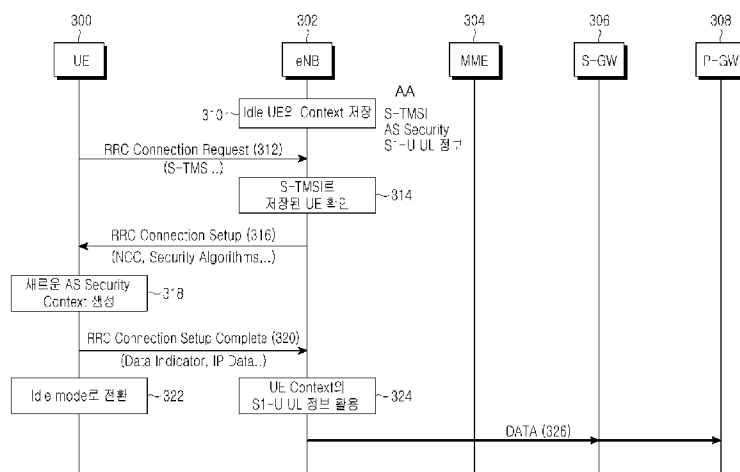 300
302
304
306
308
UE
eNB
MME
S-GW
P-GW
310
Idle UE의 Context 저장
AA
S-TMSI
AS Security
S1-U UL 정보
RRC Connection Request (312)
(S-TMS...)
S-TMSI로
저장된 UE 확인
314
RRC Connection Setup (316)
(NCC, Security Algorithms...)
새로운 AS Security
Context 생성
318
RRC Connection Setup Complete (320)
(Data Indicator, IP Data..)
Idle mode로 전환
322
UE Context의
S1-U UL 정보 활용
324
DATA (326)